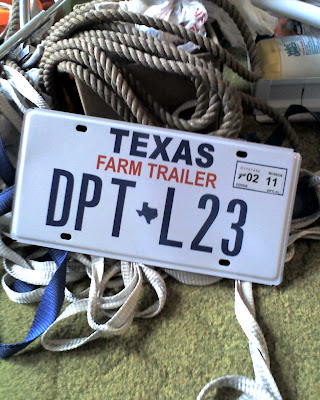 TEXAS
FARM TRAILER
02 11
DPT L23